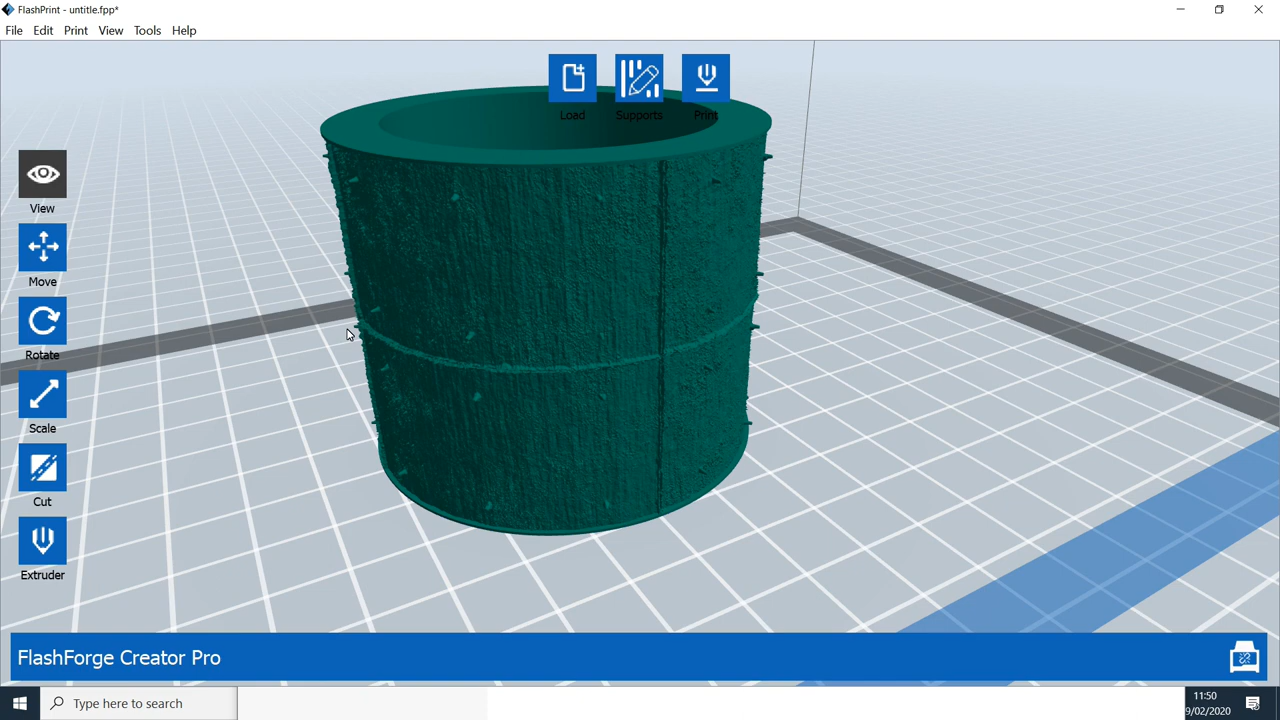 FlashPrint - untitle.fpp*
File Edit Print View Tools Help
Load Supports Print
View
Move
Rotate
Scale
Cut
Extruder
FlashForge Creator Pro
Type here to search
11:50
9/02/2020